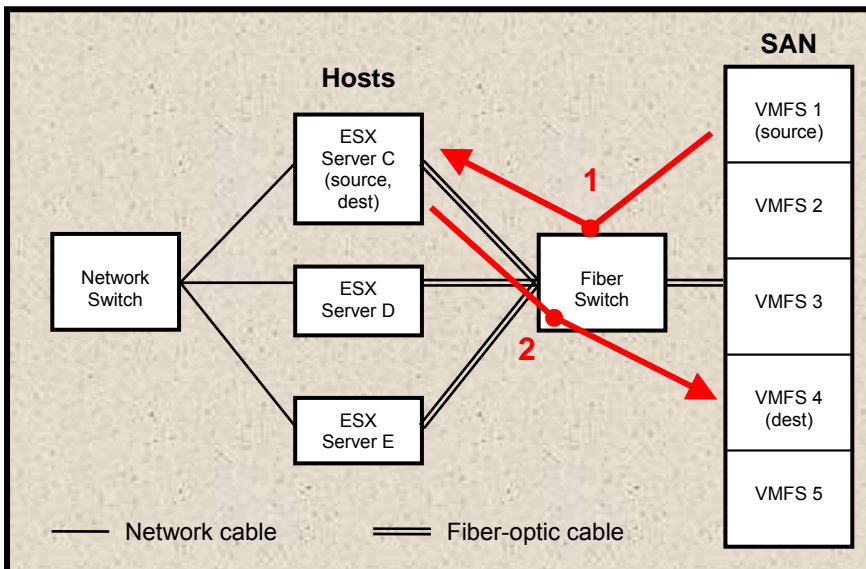 SAN
Hosts
VMFS 1
(source)
ESX
Server C
(source,
dest)
1
VMFS 2
Network
Switch
ESX
Server D
Fiber
Switch
VMFS 3
2
VMFS 4
(dest)
ESX
Server E
VMFS 5
Network cable
Fiber-optic cable